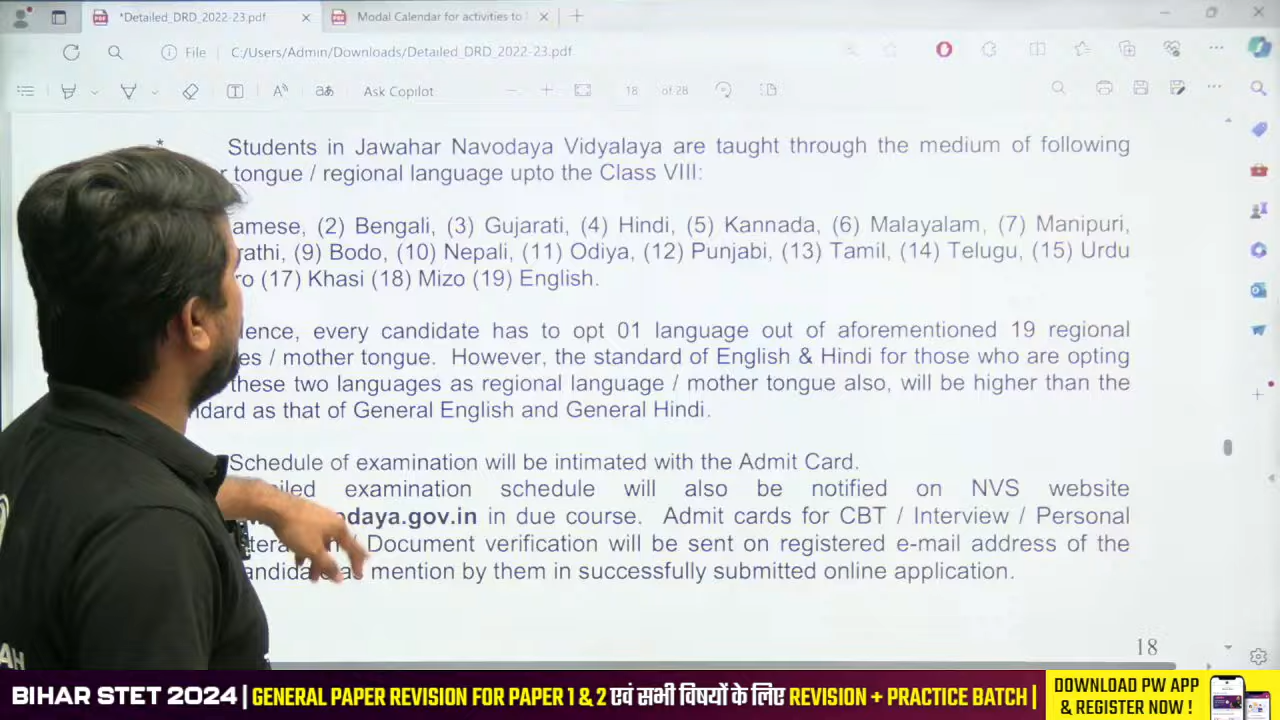 *Detailed_DRD_2022-23.pdf
Modal Calendar for activities to
File
C:/Users/Admin/Downloads/Detailed_DRD_2022-23.pdf
Ask Copilot
18 of 28
* Students in Jawahar Navodaya Vidyalaya are taught through the medium of following
r tongue / regional language upto the Class VIII:
amese, (2) Bengali, (3) Gujarati, (4) Hindi, (5) Kannada, (6) Malayalam, (7) Manipuri,
rathi, (9) Bodo, (10) Nepali, (11) Odiya, (12) Punjabi, (13) Tamil, (14) Telugu, (15) Urdu
ro (17) Khasi (18) Mizo (19) English.
ence, every candidate has to opt 01 language out of aforementioned 19 regional
es / mother tongue. However, the standard of English & Hindi for those who are opting
these two languages as regional language / mother tongue also, will be higher than the
ndard as that of General English and General Hindi.
Schedule of examination will be intimated with the Admit Card.
iled examination schedule will also be notified on NVS website
odaya.gov.in in due course. Admit cards for CBT / Interview / Personal
/ Document verification will be sent on registered e-mail address of the
andida as mention by them in successfully submitted online application.
18
BIHAR STET 2024 | GENERAL PAPER REVISION FOR PAPER 1 & 2 एवं सभी विषयों के लिए REVISION + PRACTICE BATCH |
DOWNLOAD PW APP
& REGISTER NOW !